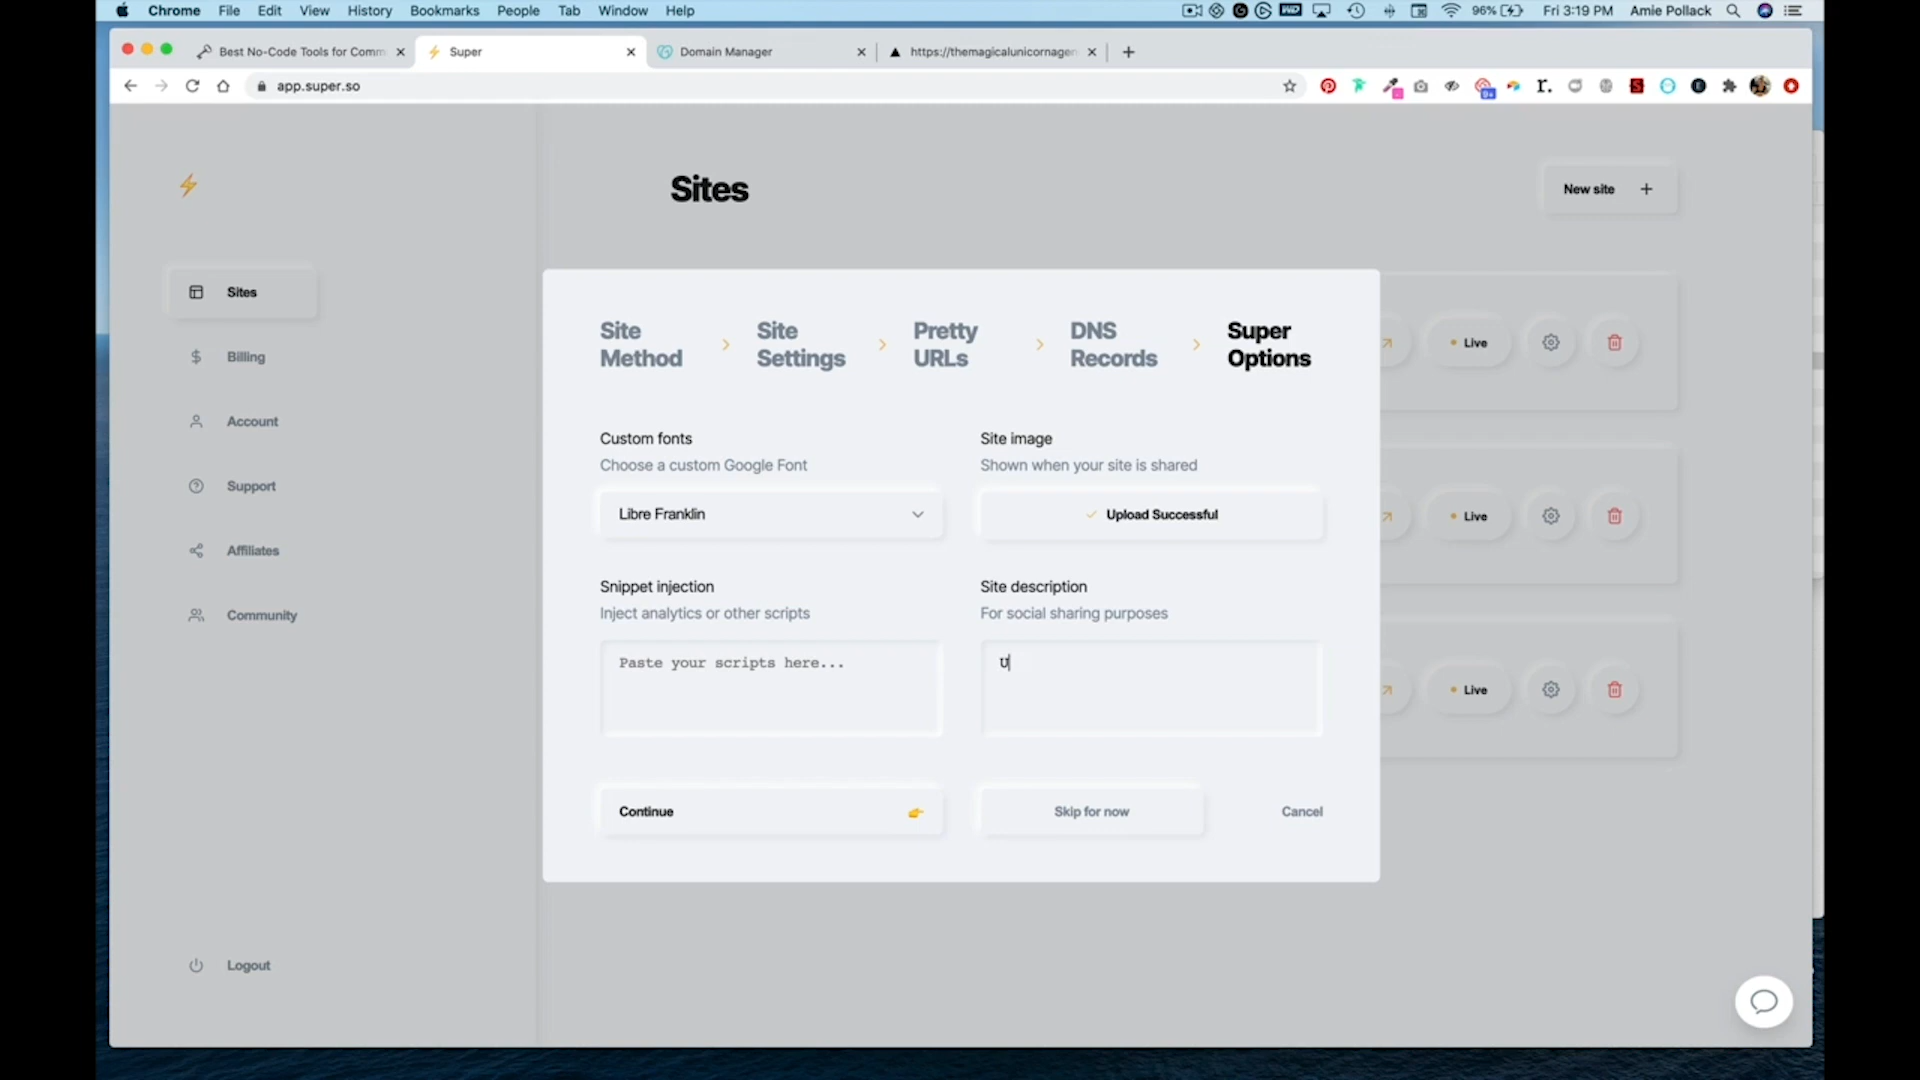 Chrome File Edit View History Bookmarks People Tab Window Help
96% Fri 3:19 PM Amie Pollack
Best No-Code Tools for Comm
Super
Domain Manager
https://themagicalunicornagen
app.super.so
Sites
New site
Sites
Billing
Account
Support
Affiliates
Community
Logout
Site Method
Site Settings
Pretty URLs
DNS Records
Super Options
Custom fonts
Choose a custom Google Font
Libre Franklin
Site image
Shown when your site is shared
Upload Successful
Snippet injection
Inject analytics or other scripts
Paste your scripts here...
Site description
For social sharing purposes
U
Continue
Skip for now
Cancel
Live
Live
Live